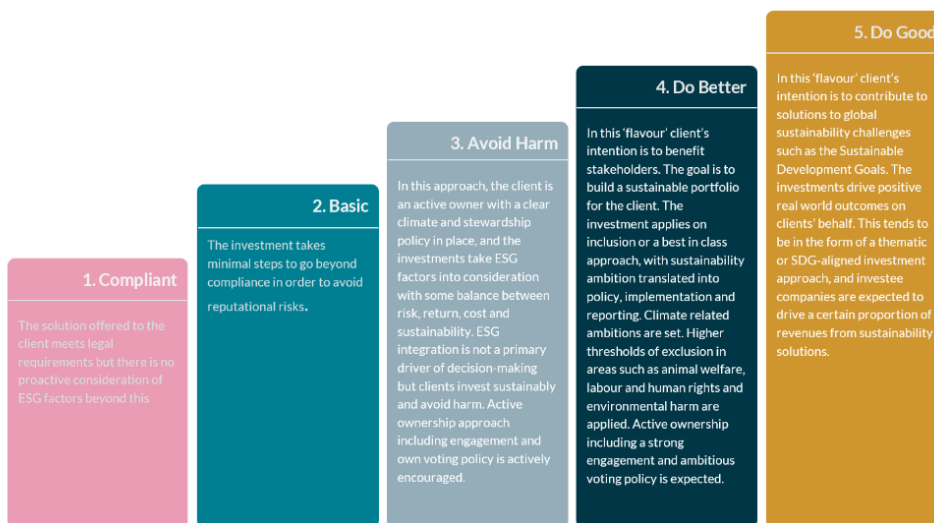 1. Compliant
The solution offered to the
client meets legal
requirements but there is no
proactive consideration of
ESG factors beyond this
2. Basic
The investment takes
minimal steps to go beyond
compliance in order to avoid
reputational risks.
3. Avoid Harm
In this approach, the client is
an active owner with a clear
climate and stewardship
policy in place, and the
investments take ESG
factors into consideration
with some balance between
risk, return, cost and
sustainability. ESG
integration is not a primary
driver of decision-making
but clients invest sustainably
and avoid harm. Active
ownership approach
including engagement and
own voting policy is actively
encouraged.
4. Do Better
In this ‘flavour’ client’s
intention is to benefit
stakeholders. The goal is to
build a sustainable portfolio
for the client. The
investment applies on
inclusion or a best in class
approach, with sustainability
ambition translated into
policy, implementation and
reporting. Climate related
ambitions are set. Higher
thresholds of exclusion in
areas such as animal welfare,
labour and human rights and
environmental harm are
applied. Active ownership
including a strong
engagement and ambitious
voting policy is expected.
5. Do Good
In this ‘flavour’ client’s
intention is to contribute to
solutions to global
sustainability challenges
such as the Sustainable
Development Goals. The
investments drive positive
real world outcomes on
clients’ behalf. This tends to
be in the form of a thematic
or SDG-aligned investment
approach, and investee
companies are expected to
drive a certain proportion of
revenues from sustainability
solutions.